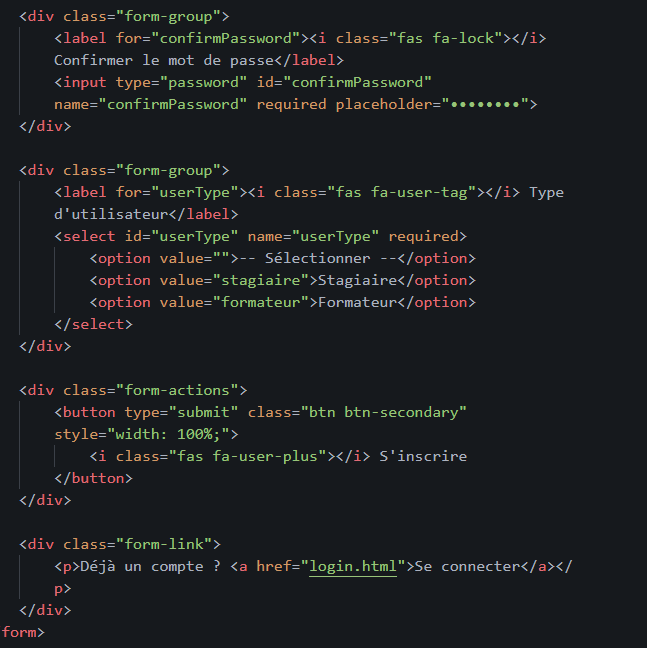 <div class="form-group">
<label for="confirmPassword"><i class="fas fa-lock"></i>
Confirmer le mot de passe</label>
<input type="password" id="confirmPassword"
name="confirmPassword" required placeholder="••••••••">
</div>
<div class="form-group">
<label for="userType"><i class="fas fa-user-tag"></i> Type
d'utilisateur</label>
<select id="userType" name="userType" required>
<option value="">-- Sélectionner --</option>
<option value="stagiaire">Stagiaire</option>
<option value="formateur">Formateur</option>
</select>
</div>
<div class="form-actions">
<button type="submit" class="btn btn-secondary"
style="width: 100%;">
<i class="fas fa-user-plus"></i> S'inscrire
</button>
</div>
<div class="form-link">
<p>Déjà un compte ? <a href="login.html">Se connecter</a></
p>
</div>
form>